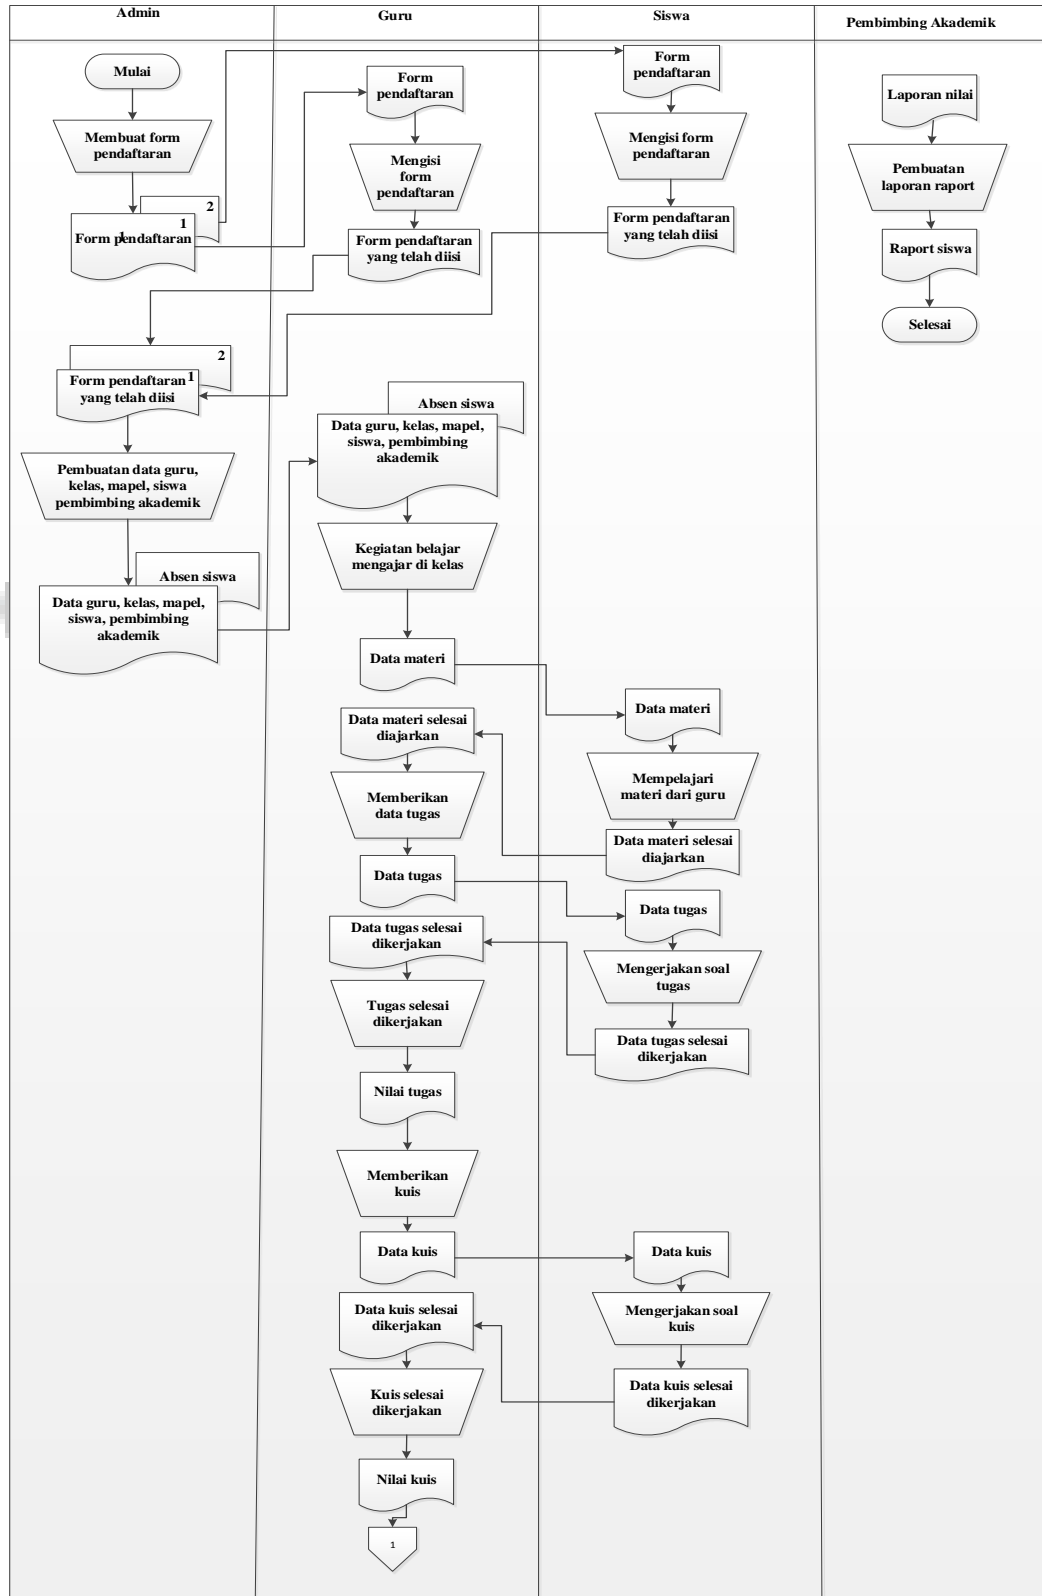 Admin
Guru
Siswa
Pembimbing Akademik
Mulai
Membuat form
pendaftaran
2
1
Form pendaftaran
1
Form pendaftaran
yang telah diisi
2
1
Pembuatan data guru,
kelas, mapel, siswa
pembimbing akademik
Absen siswa
Data guru, kelas, mapel,
siswa, pembimbing
akademik
Form
pendaftaran
Mengisi
form
pendaftaran
Form pendaftaran
yang telah diisi
Absen siswa
Data guru, kelas, mapel,
siswa, pembimbing
akademik
Kegiatan belajar
mengajar di kelas
Data materi
Data materi selesai
diajarkan
Memberikan
data tugas
Data tugas
Data tugas selesai
dikerjakan
Tugas selesai
dikerjakan
Nilai tugas
Memberikan
kuis
Data kuis
Data kuis selesai
dikerjakan
Kuis selesai
dikerjakan
Nilai kuis
1
Form
pendaftaran
Mengisi form
pendaftaran
Form pendaftaran
yang telah diisi
Data materi
Mempelajari
materi dari guru
Data materi selesai
diajarkan
Data tugas
Mengerjakan soal
tugas
Data tugas selesai
dikerjakan
Data kuis
Mengerjakan soal
kuis
Data kuis selesai
dikerjakan
Laporan nilai
Pembuatan
laporan raport
Raport siswa
Selesai